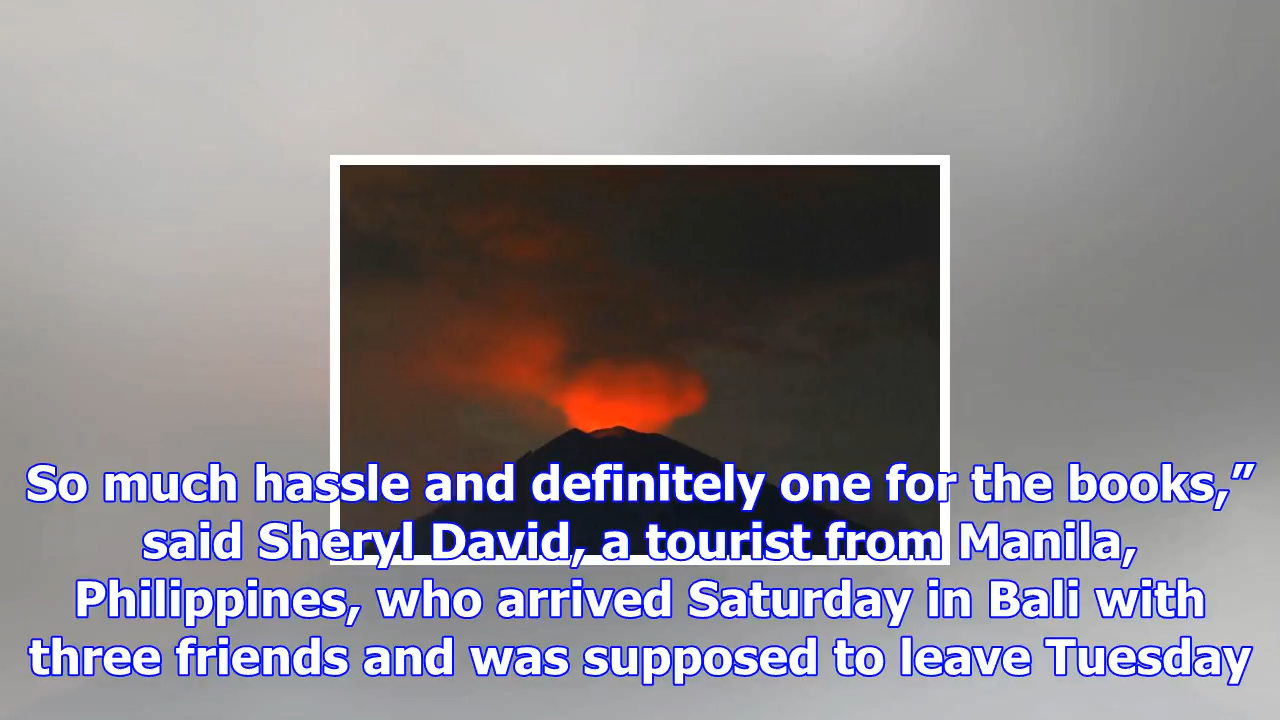 So much hassle and definitely one for the books,”
said Sheryl David, a tourist from Manila,
Philippines, who arrived Saturday in Bali with
three friends and was supposed to leave Tuesday